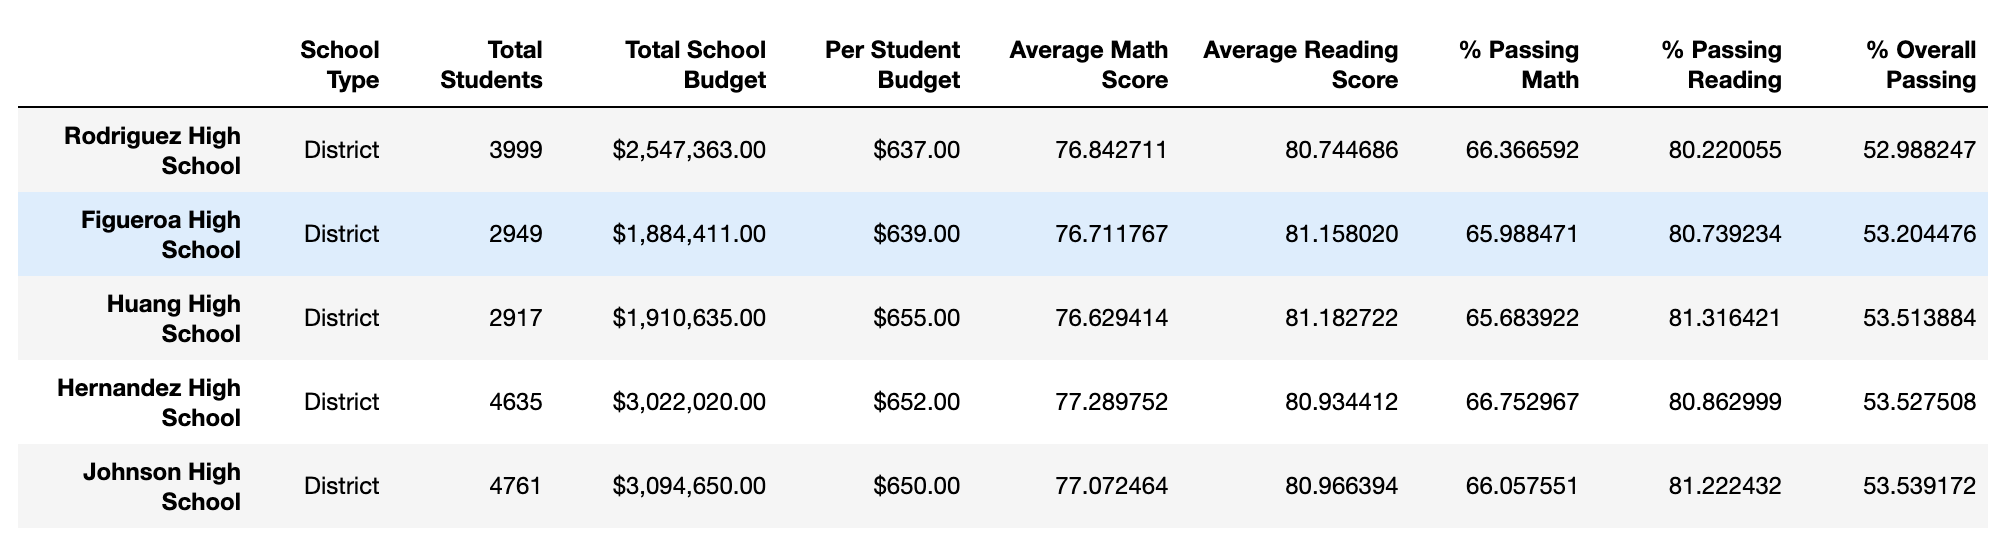 School Total Total School Per Student Average Math Average Reading % Passing % Passing % Overall
Type Students Budget Budget Score Score Math Reading Passing
Rodriguez High
School District 3999 $2,547,363.00 $637.00 76.842711 80.744686 66.366592 80.220055 52.988247
Figueroa High
School District 2949 $1,884,411.00 $639.00 76.711767 81.158020 65.988471 80.739234 53.204476
Huang High
School District 2917 $1,910,635.00 $655.00 76.629414 81.182722 65.683922 81.316421 53.513884
Hernandez High
School District 4635 $3,022,020.00 $652.00 77.289752 80.934412 66.752967 80.862999 53.527508
Johnson High
School District 4761 $3,094,650.00 $650.00 77.072464 80.966394 66.057551 81.222432 53.539172